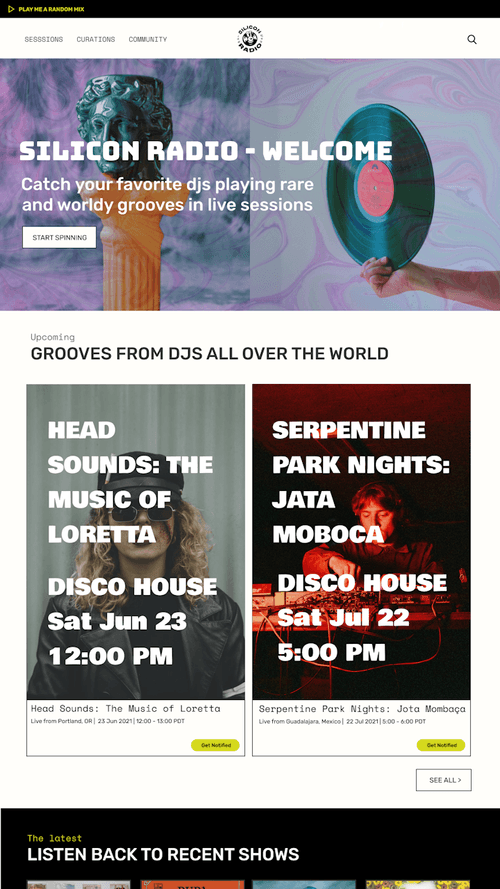 PLAY ME A RANDOM MIX
SESSSIONS CURATIONS COMMUNITY
SILICON RADIO
SILICON RADIO - WELCOME
Catch your favorite djs playing rare
and worldy grooves in live sessions
START SPINNING
Upcoming
GROOVES FROM DJS ALL OVER THE WORLD
HEAD
SOUNDS: THE
MUSIC OF
LORETTA
DISCO HOUSE
Sat Jun 23
12:00 PM
Head Sounds: The Music of Loretta
Live from Portland, OR | 23 Jun 2021 | 12:00 - 13:00 PDT
Get Notified
SERPENTINE
PARK NIGHTS:
JATA
MOBOCA
DISCO HOUSE
Sat Jul 22
5:00 PM
Serpentine Park Nights: Jota Mombaça
Live from Guadalajara, Mexico | 22 Jul 2021 | 5:00 - 6:00 PDT
Get Notified
SEE ALL >
The latest
LISTEN BACK TO RECENT SHOWS